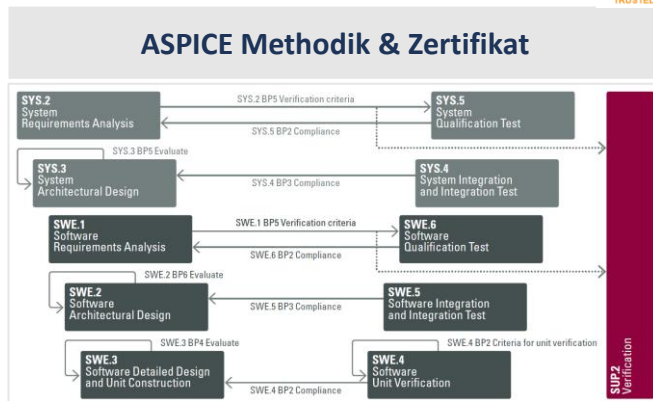 TRUSTED
ASPICE Methodik & Zertifikat
SYS.2
System
Requirements Analysis
SYS.2 BP5 Verification criteria
SYS.5 BP2 Compliance
SYS.5
System
Qualification Test
SYS.3 BP5 Evaluate
SYS.3
System
Architectural Design
SYS.4 BP3 Compliance
SYS.4
System Integration
and Integration Test
SWE.1
Software
Requirements Analysis
SWE.1 BP5 Verification criteria
SWE.6 BP2 Compliance
SWE.6
Software
Qualification Test
SWE.2 BP6 Evaluate
SWE.2
Software
Architectural Design
SWE.5 BP3 Compliance
SWE.5
Software Integration
and Integration Test
SWE.3 BP4 Evaluate
SWE.3
Software Detailed Design
and Unit Construction
SWE.4 BP2 Compliance
SWE.4 BP2 Criteria for unit verification
SWE.4
Software
Unit Verification
SUP.2
Verification